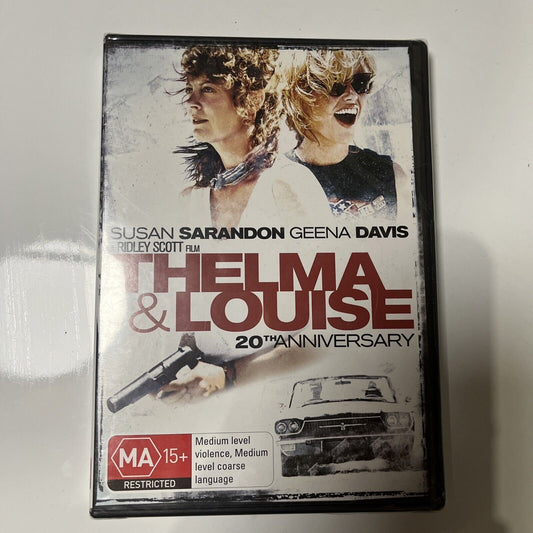 SUSAN SARANDON GEENA DAVIS
A RIDLEY SCOTT FILM
THELMA
& LOUISE
20TH ANNIVERSARY
MA 15+
RESTRICTED
Medium level
violence, Medium
level coarse
language